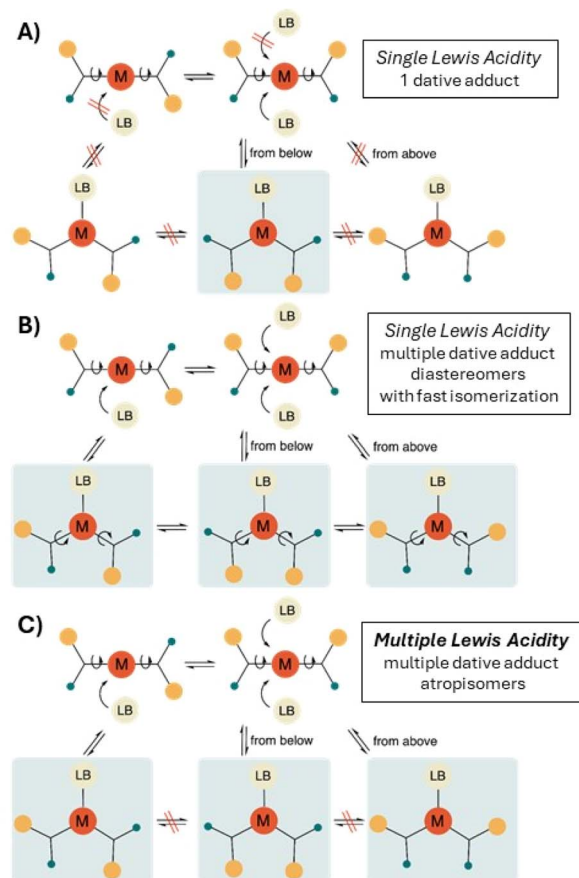 A)
LB
M
M
Single Lewis Acidity
1 dative adduct
LB
LB
from below
from above
LB
LB
LB
M
M
M
B)
LB
Single Lewis Acidity
multiple dative adduct
diastereomers
with fast isomerization
M
M
LB
LB
from below
from above
LB
LB
LB
M
M
M
C)
LB
Multiple Lewis Acidity
multiple dative adduct
atropisomers
M
M
LB
LB
from below
from above
LB
LB
LB
M
M
M